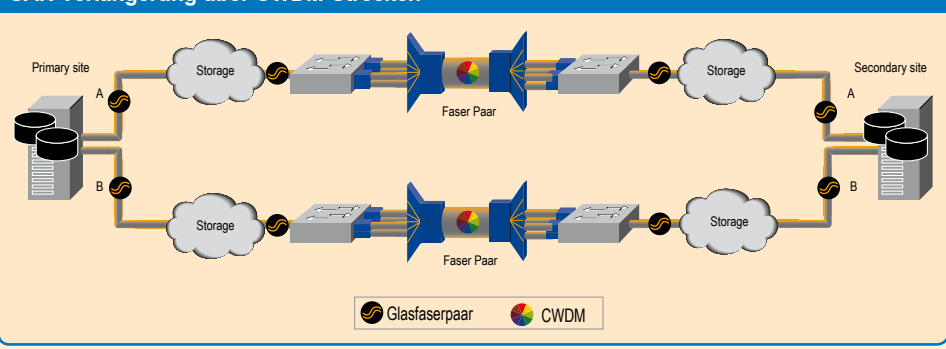 Primary site
Storage
Storage
Secondary site
A
A
Faser Paar
B
B
Storage
Storage
Faser Paar
Glasfaserpaar
CWDM